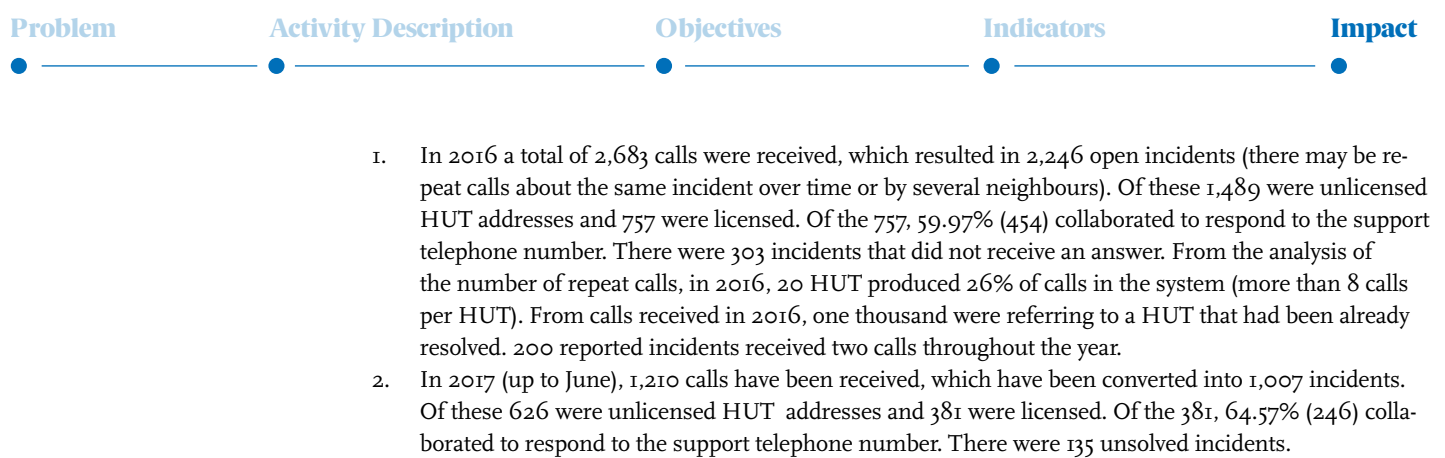 Problem Activity Description Objectives Indicators Impact
1. In 2016 a total of 2,683 calls were received, which resulted in 2,246 open incidents (there may be re-
peat calls about the same incident over time or by several neighbours). Of these 1,489 were unlicensed
HUT addresses and 757 were licensed. Of the 757, 59.97% (454) collaborated to respond to the support
telephone number. There were 303 incidents that did not receive an answer. From the analysis of
the number of repeat calls, in 2016, 20 HUT produced 26% of calls in the system (more than 8 calls
per HUT). From calls received in 2016, one thousand were referring to a HUT that had been already
resolved. 200 reported incidents received two calls throughout the year.
2. In 2017 (up to June), 1,210 calls have been received, which have been converted into 1,007 incidents.
Of these 626 were unlicensed HUT addresses and 381 were licensed. Of the 381, 64.57% (246) colla-
borated to respond to the support telephone number. There were 135 unsolved incidents.